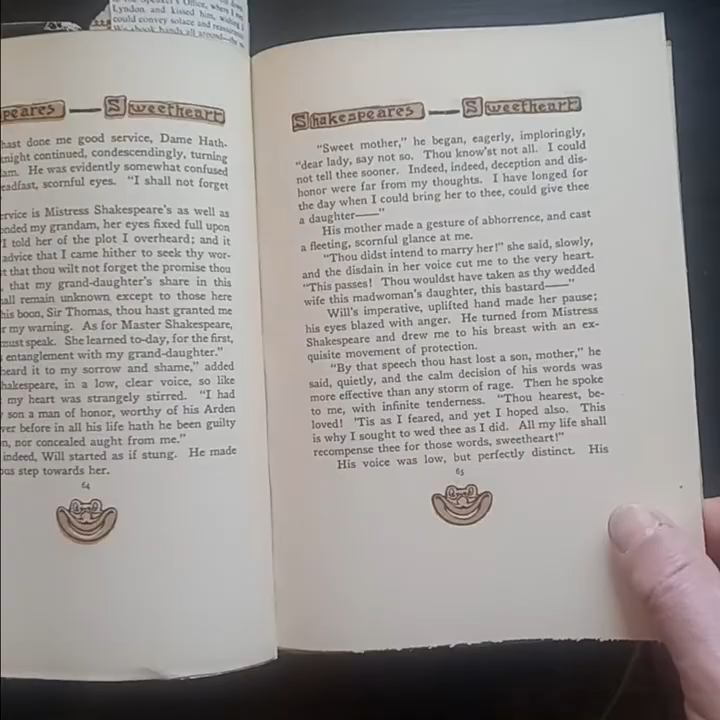 Lyndon and kissed him,
could convey solace and
peares — Sweetheart
hast done me good service, Dame Hath-
night continued, condescendingly, turning
am. He was evidently somewhat confused
eadfast, scornful eyes. "I shall not forget
rvice is Mistress Shakespeare's as well as
onded my grandam, her eyes fixed full upon
"I told her of the plot I overheard; and it
advice that I came hither to seek thy wor-
t that thou wilt not forget the promise thou
, that my grand-daughter's share in this
all remain unknown except to those here
his boon, Sir Thomas, thou hast granted me
r my warning. As for Master Shakespeare,
must speak. She learned to-day, for the first,
entanglement with my grand-daughter."
heard it to my sorrow and shame," added
hakespeare, in a low, clear voice, so like
my heart was strangely stirred. "I had
son a man of honor, worthy of his Arden
ver before in all his life hath he been guilty
n, nor concealed aught from me."
indeed, Will started as if stung. He made
ous step towards her.
64
Shakespeares — Sweetheart
"Sweet mother," he began, eagerly, imploringly,
"dear lady, say not so. Thou know'st not all. I could
not tell thee sooner. Indeed, indeed, deception and dis-
honor were far from my thoughts. I have longed for
the day when I could bring her to thee, could give thee
a daughter——"
His mother made a gesture of abhorrence, and cast
a fleeting, scornful glance at me.
"Thou didst intend to marry her!" she said, slowly,
and the disdain in her voice cut me to the very heart.
"This passes! Thou wouldst have taken as thy wedded
wife this madwoman's daughter, this bastard——"
Will's imperative, uplifted hand made her pause;
his eyes blazed with anger. He turned from Mistress
Shakespeare and drew me to his breast with an ex-
quisite movement of protection.
"By that speech thou hast lost a son, mother," he
said, quietly, and the calm decision of his words was
more effective than any storm of rage. Then he spoke
to me, with infinite tenderness. "Thou hearest, be-
loved! 'Tis as I feared, and yet I hoped also. This
is why I sought to wed thee as I did. All my life shall
recompense thee for those words, sweetheart!"
His voice was low, but perfectly distinct. His
65